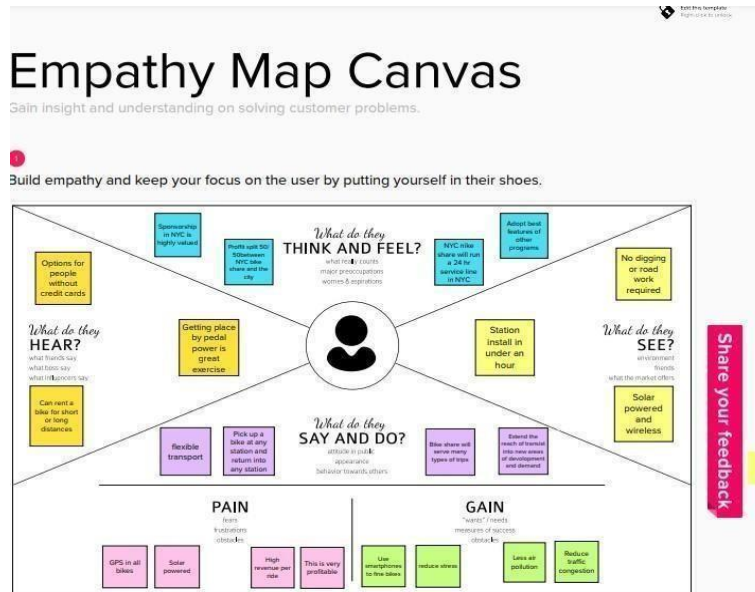 Edit this template
Right-click to unlock
Empathy Map Canvas
Gain insight and understanding on solving customer problems.
1
Build empathy and keep your focus on the user by putting yourself in their shoes.
Sponsorship
in NYC is
highly valued
Profit split 50/
50between
NYC bike
share and the
city
What do they
THINK AND FEEL?
what really counts
major preoccupations
worries & aspirations
NYC nike
share will run
a 24 hr
service line
in NYC
Adopt best
features of
other
programs
Options for
people
without
credit cards
No digging
or road
work
required
What do they
HEAR?
what friends say
what boss say
what influencers say
Getting place
by pedal
power is
great
exercise
Station
install in
under an
hour
What do they
SEE?
environment
friends
what the market offers
Can rent a
bike for short
or long
distances
Solar
powered
and
wireless
flexible
transport
Pick up a
bike at any
station and
return into
any station
What do they
SAY AND DO?
attitude in public
appearance
behavior towards others
Bike share will
serve many
types of trips
Extend the
reach of transist
into new areas
of development
and demand
PAIN
fears
frustrations
obstacles
GAIN
"wants" / needs
measures of success
obstacles
GPS in all
bikes
Solar
powered
High
revenue per
ride
This is very
profitable
Use
smartphones
to fine bikes
reduce stress
Less air
pollution
Reduce
traffic
congestion
Share your feedback